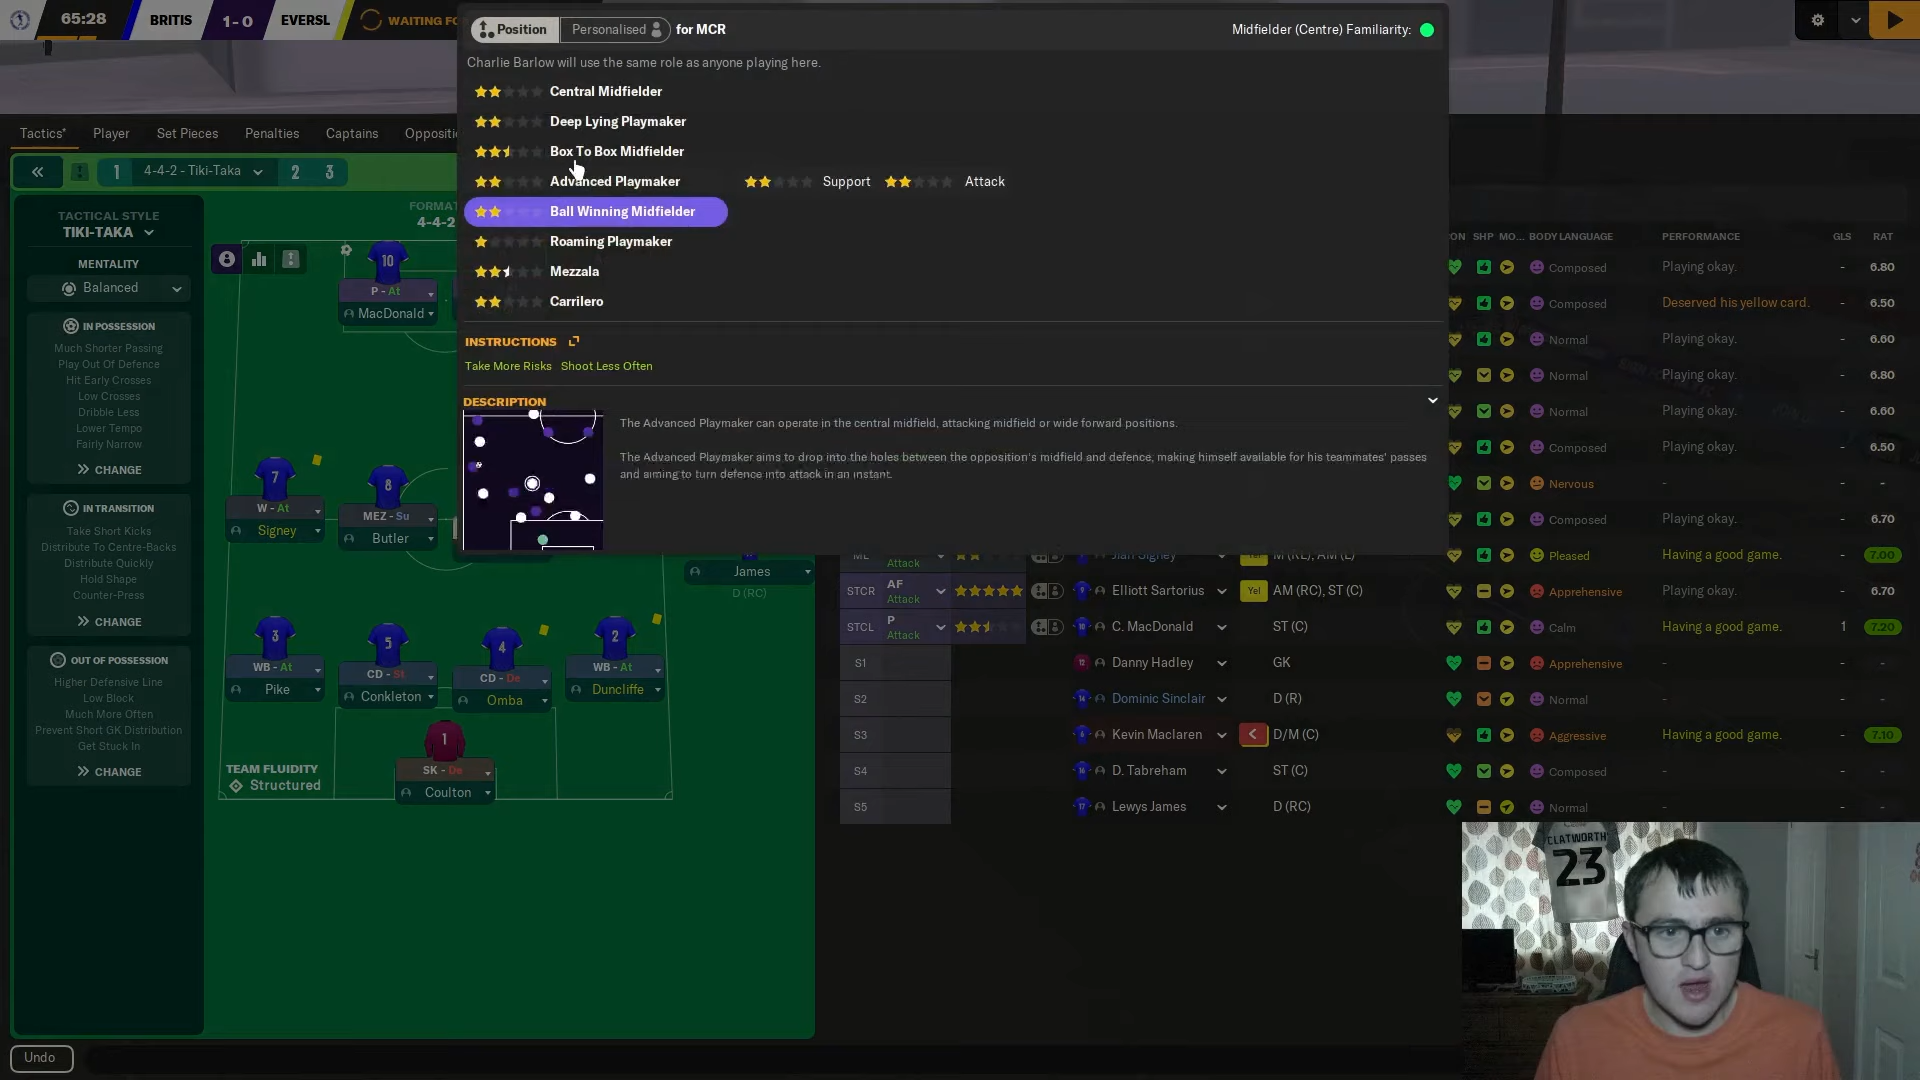 65:28 BRITIS 1 - 0 EVERSL WAITING FO
Position Personalised for MCR Midfielder (Centre) Familiarity:
Charlie Barlow will use the same role as anyone playing here.
Central Midfielder
Deep Lying Playmaker
Box To Box Midfielder
Advanced Playmaker Support Attack
Ball Winning Midfielder
Roaming Playmaker
Mezzala
Carrilero
INSTRUCTIONS
Take More Risks Shoot Less Often
DESCRIPTION
The Advanced Playmaker can operate in the central midfield, attacking midfield or wide forward positions.
The Advanced Playmaker aims to drop into the holes between the opposition's midfield and defence, making himself available for his teammates' passes
and aiming to turn defence into attack in an instant.
Tactics* Player Set Pieces Penalties Captains Oppositi
1 4-4-2 - Tiki-Taka 2 3
TACTICAL STYLE
TIKI-TAKA
MENTALITY
Balanced
IN POSSESSION
Much Shorter Passing
Play Out Of Defence
Hit Early Crosses
Low Crosses
Dribble Less
Lower Tempo
Fairly Narrow
CHANGE
IN TRANSITION
Take Short Kicks
Distribute To Centre-Backs
Distribute Quickly
Hold Shape
Counter-Press
CHANGE
OUT OF POSSESSION
Higher Defensive Line
Low Block
Much More Often
Prevent Short GK Distribution
Get Stuck In
CHANGE
FORMAT
4-4-2
10
P - At
MacDonald
7
W - At
Signey
8
MEZ - Su
Butler
James
D (RC)
3
WB - At
Pike
5
CD - St
Conkleton
4
CD - De
Omba
2
WB - At
Duncliffe
1
SK - De
Coulton
TEAM FLUIDITY
Structured
ON SHP MO... BODY LANGUAGE PERFORMANCE GLS RAT
Composed Playing okay. - 6.80
Composed Deserved his yellow card. - 6.50
Normal Playing okay. - 6.60
Normal Playing okay. - 6.80
Normal Playing okay. - 6.60
Composed Playing okay. - 6.50
Nervous - - -
Composed Playing okay. - 6.70
ML Attack Jian Signey Yel M (RL), AM (L) Pleased Having a good game. - 7.00
STCR AF Attack Elliott Sartorius Yel AM (RC), ST (C) Apprehensive Playing okay. - 6.70
STCL P Attack 10 C. MacDonald ST (C) Calm Having a good game. 1 7.20
S1 Danny Hadley GK Apprehensive - - -
S2 Dominic Sinclair D (R) Normal - - -
S3 Kevin Maclaren D/M (C) Aggressive Having a good game. - 7.10
S4 D. Tabreham ST (C) Composed - - -
S5 Lewys James D (RC) Normal - - -
CLATWORTHY
23
Undo